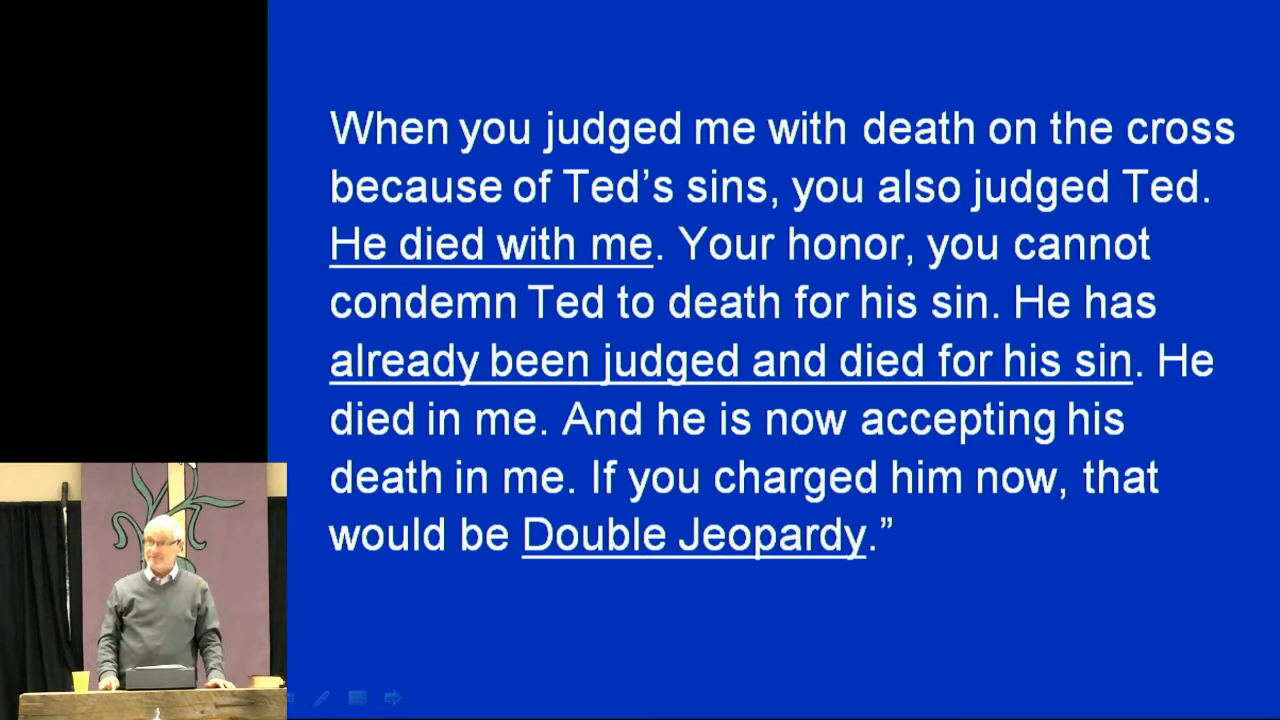 When you judged me with death on the cross
because of Ted’s sins, you also judged Ted.
He died with me. Your honor, you cannot
condemn Ted to death for his sin. He has
already been judged and died for his sin. He
died in me. And he is now accepting his
death in me. If you charged him now, that
would be Double Jeopardy.”